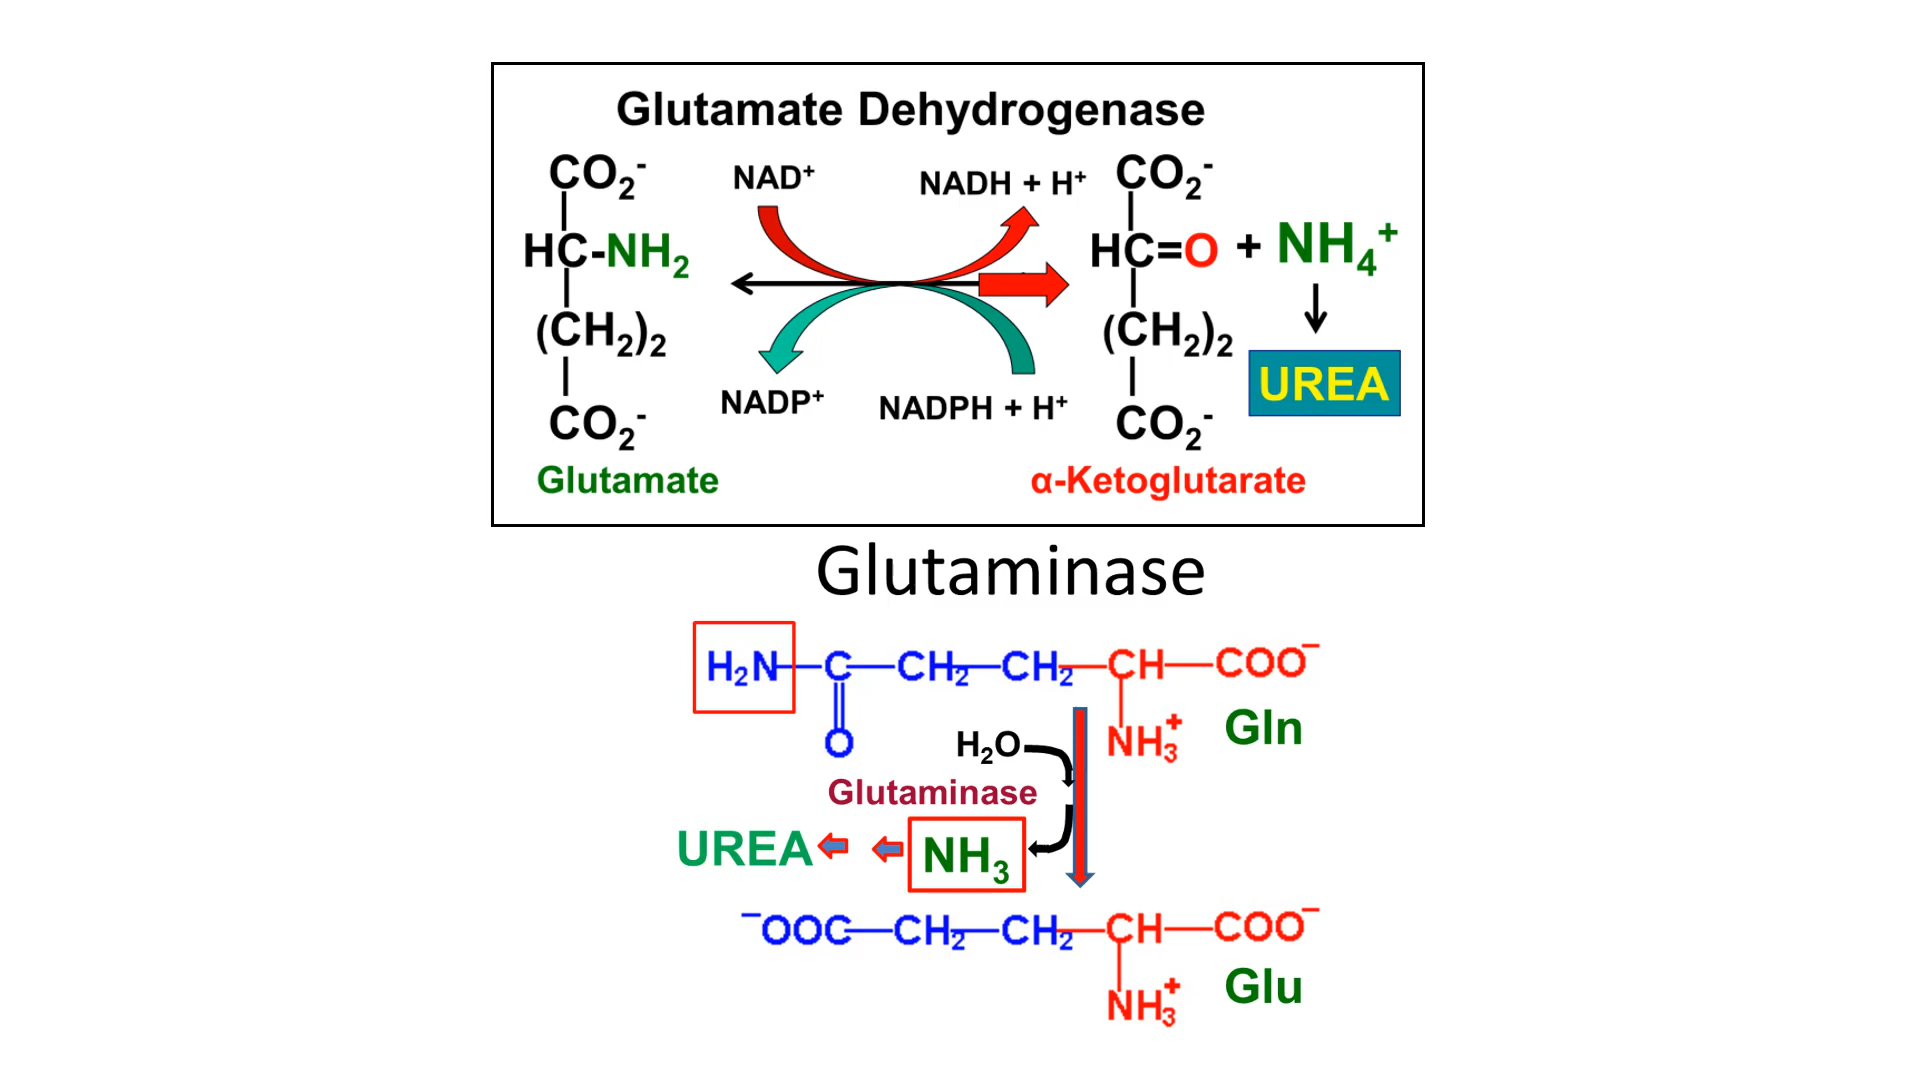 Glutamate Dehydrogenase
CO₂⁻ NAD⁺ NADH + H⁺ CO₂⁻
HC-NH₂ HC=O + NH₄⁺
(CH₂)₂ (CH₂)₂ UREA
NADP⁺ NADPH + H⁺
CO₂⁻ CO₂⁻
Glutamate α-Ketoglutarate
Glutaminase
H₂N—C—CH₂—CH₂—CH—COO⁻
O NH₃⁺ Gln
H₂O
Glutaminase
UREA NH₃
⁻OOC—CH₂—CH₂—CH—COO⁻
NH₃⁺ Glu